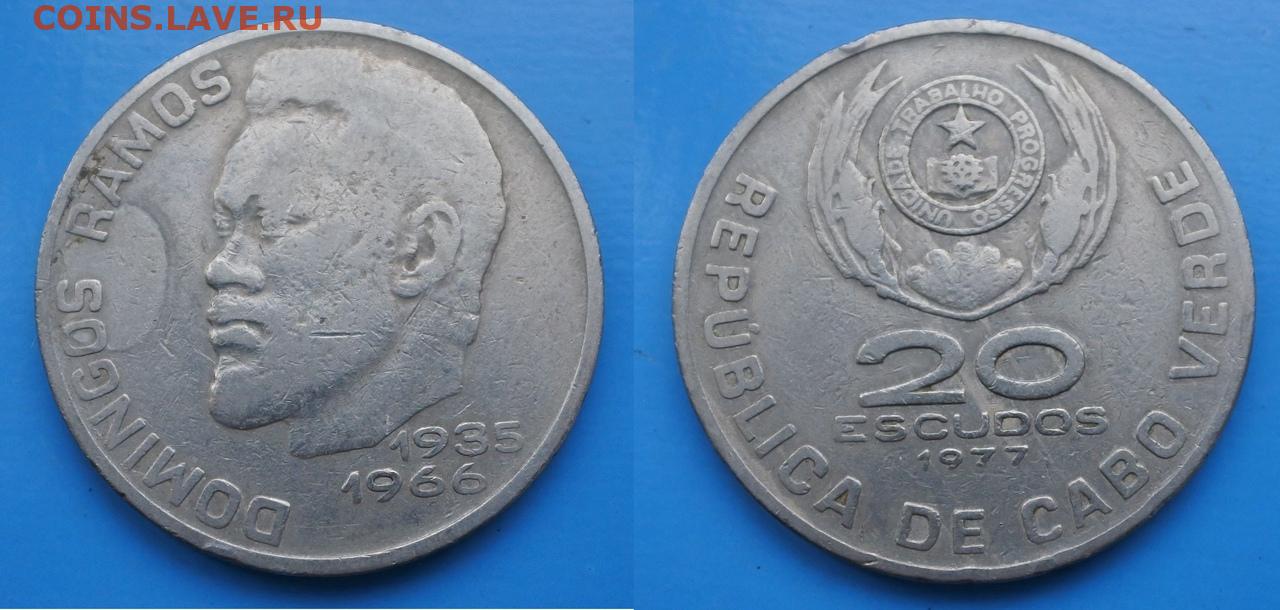 COINS.LAVE.RU
DOMINGOS RAMOS
1935
1966
UNIDADE TRABALHO PROGRESSO
REPÚBLICA DE CABO VERDE
20
ESCUDOS
1977